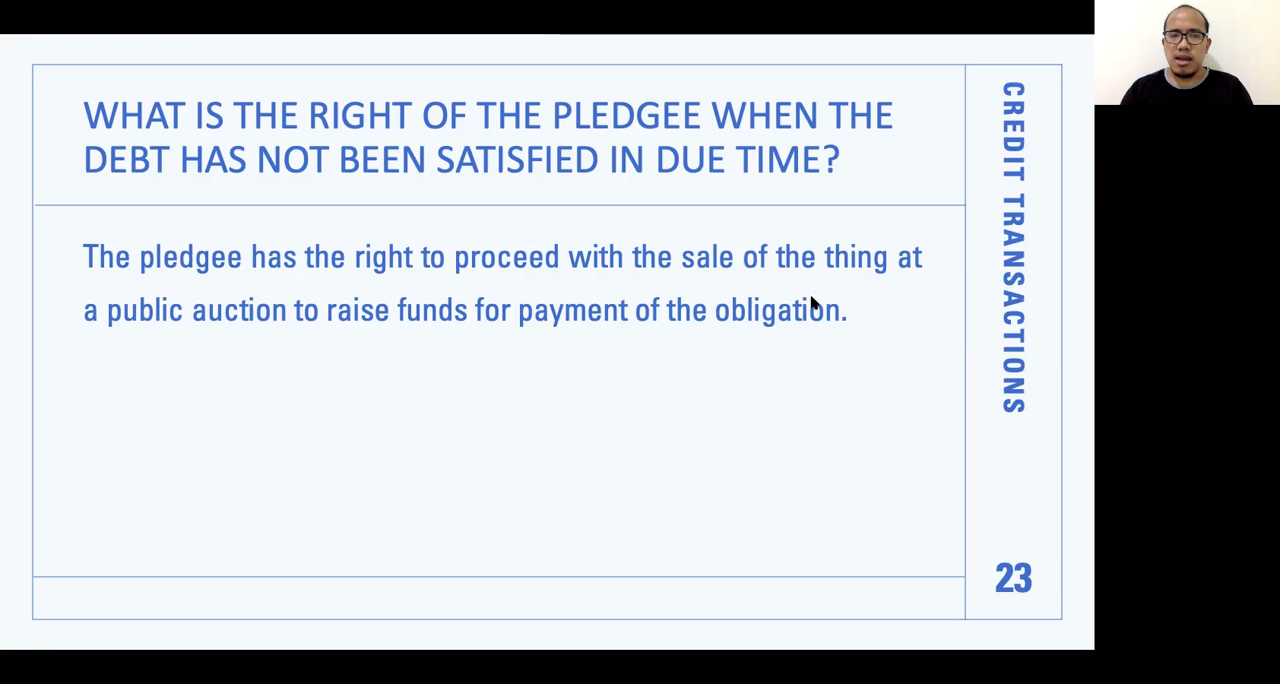 WHAT IS THE RIGHT OF THE PLEDGEE WHEN THE
DEBT HAS NOT BEEN SATISFIED IN DUE TIME?
The pledgee has the right to proceed with the sale of the thing at
a public auction to raise funds for payment of the obligation.
CREDIT TRANSACTIONS
23